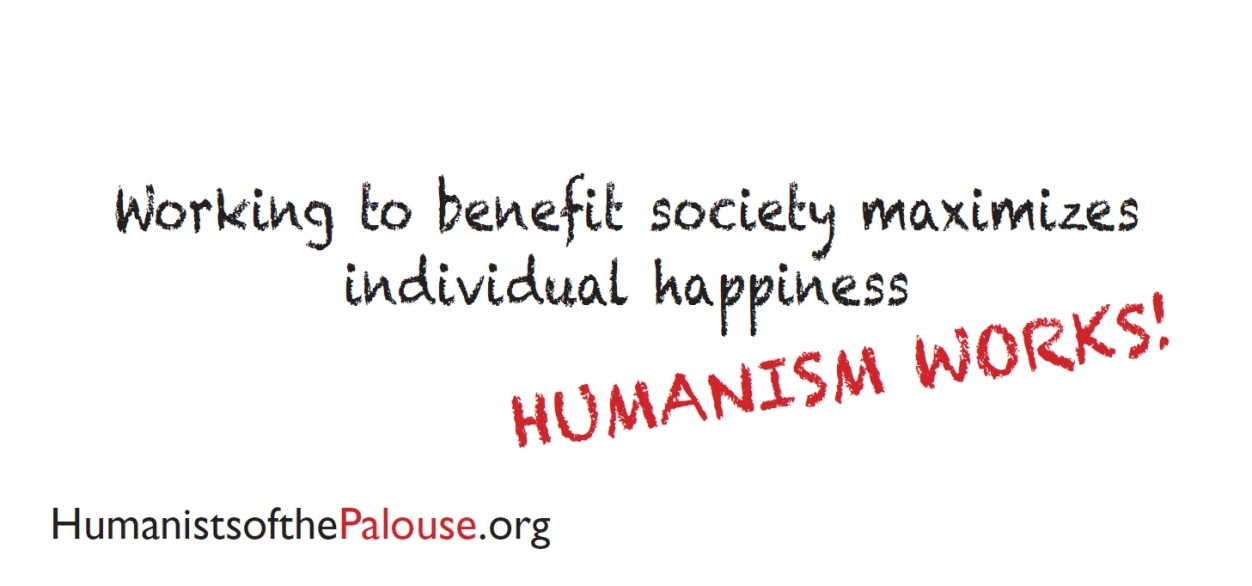 Working to benefit society maximizes
individual happiness
HUMANISM WORKS!
HumanistsofthePalouse.org